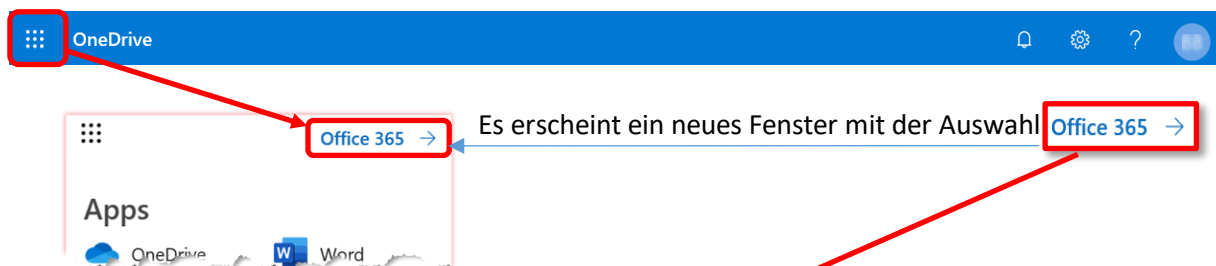 OneDrive
Office 365 → Es erscheint ein neues Fenster mit der Auswahl Office 365 →
Apps
OneDrive Word